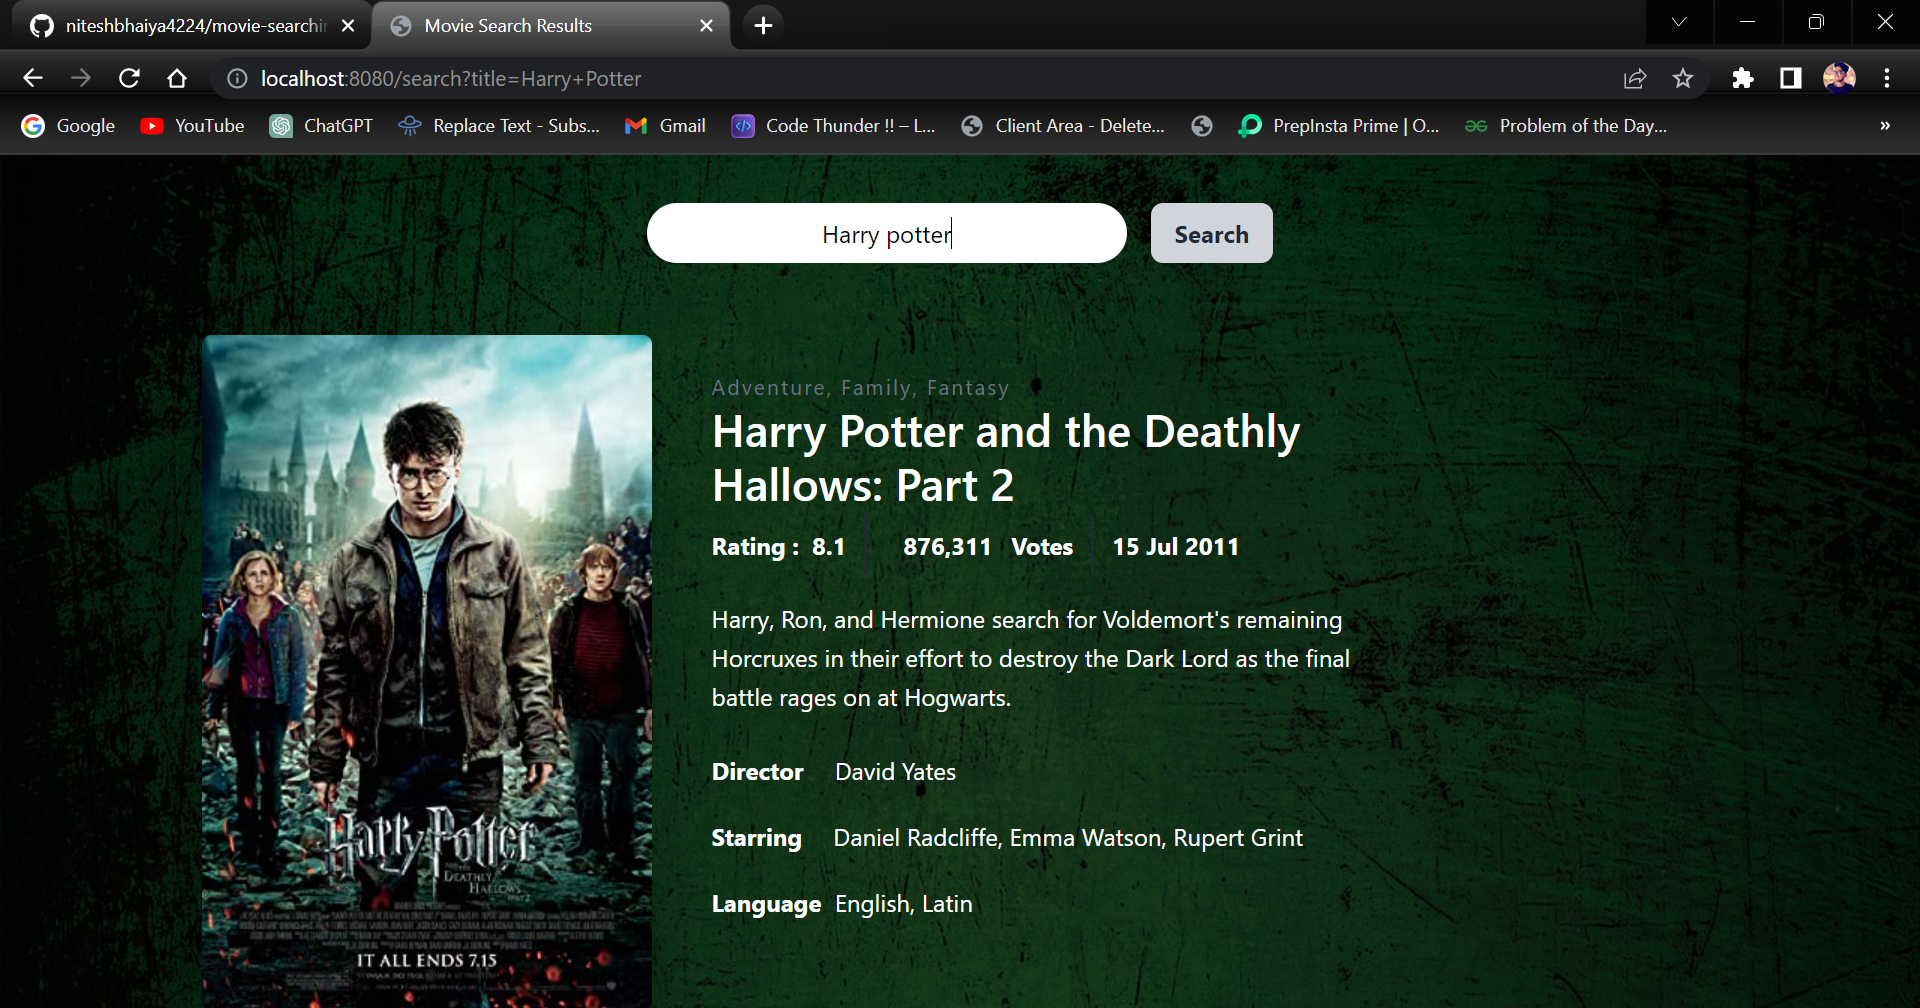 niteshbhaiya4224/movie-searchin
Movie Search Results
localhost:8080/search?title=Harry+Potter
Google
YouTube
ChatGPT
Replace Text - Subs...
Gmail
Code Thunder !! – L...
Client Area - Delete...
PrepInsta Prime | O...
Problem of the Day...
»
Harry potter
Search
Adventure, Family, Fantasy
Harry Potter and the Deathly
Hallows: Part 2
Rating : 8.1 876,311 Votes 15 Jul 2011
Harry, Ron, and Hermione search for Voldemort's remaining
Horcruxes in their effort to destroy the Dark Lord as the final
battle rages on at Hogwarts.
Director David Yates
Starring Daniel Radcliffe, Emma Watson, Rupert Grint
Language English, Latin
Harry Potter
AND THE
DEATHLY
HALLOWS
PART 2
IT ALL ENDS 7.15